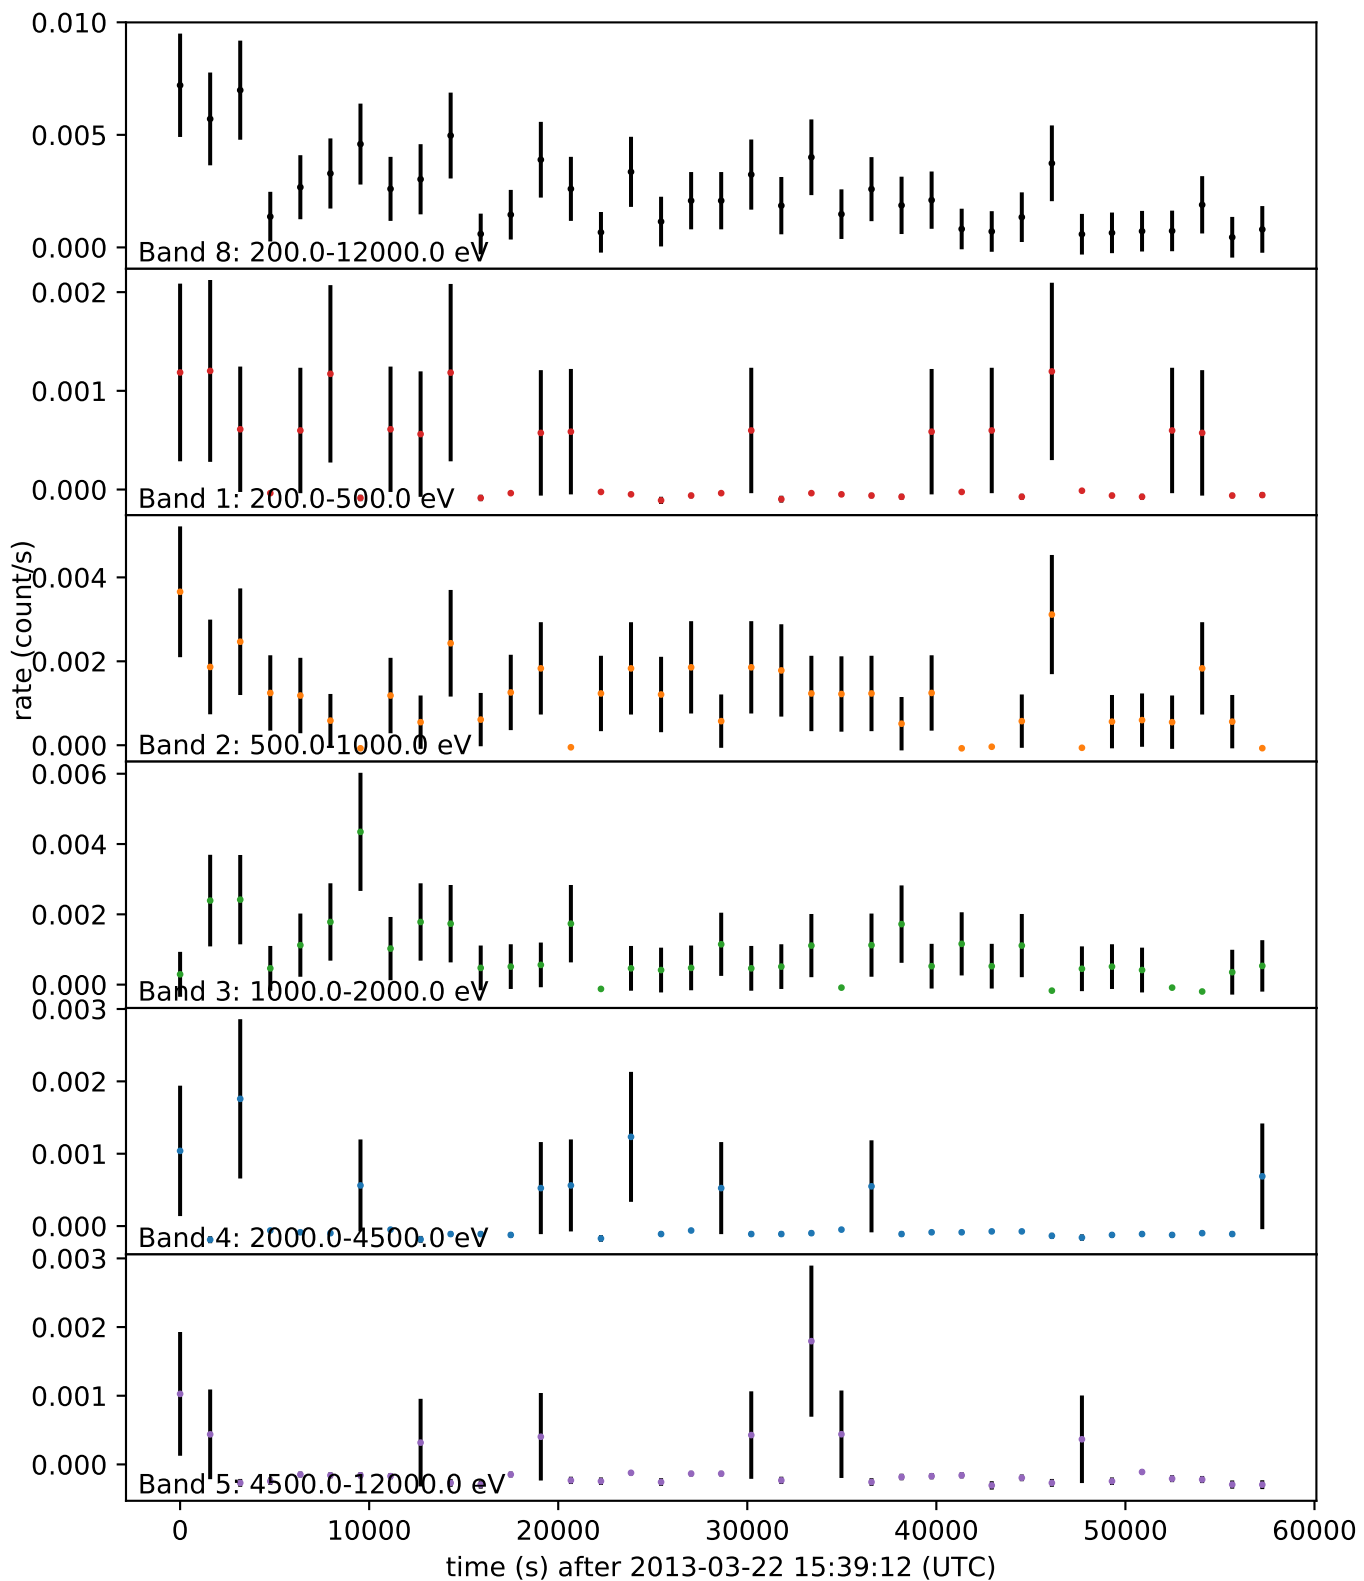 0.010
0.005
0.000
Band 8: 200.0-12000.0 eV
0.002
0.001
0.000
Band 1: 200.0-500.0 eV
rate (count/s)
0.004
0.002
0.000
Band 2: 500.0-1000.0 eV
0.006
0.004
0.002
0.000
Band 3: 1000.0-2000.0 eV
0.003
0.002
0.001
0.000
Band 4: 2000.0-4500.0 eV
0.003
0.002
0.001
0.000
Band 5: 4500.0-12000.0 eV
0 10000 20000 30000 40000 50000 60000
time (s) after 2013-03-22 15:39:12 (UTC)